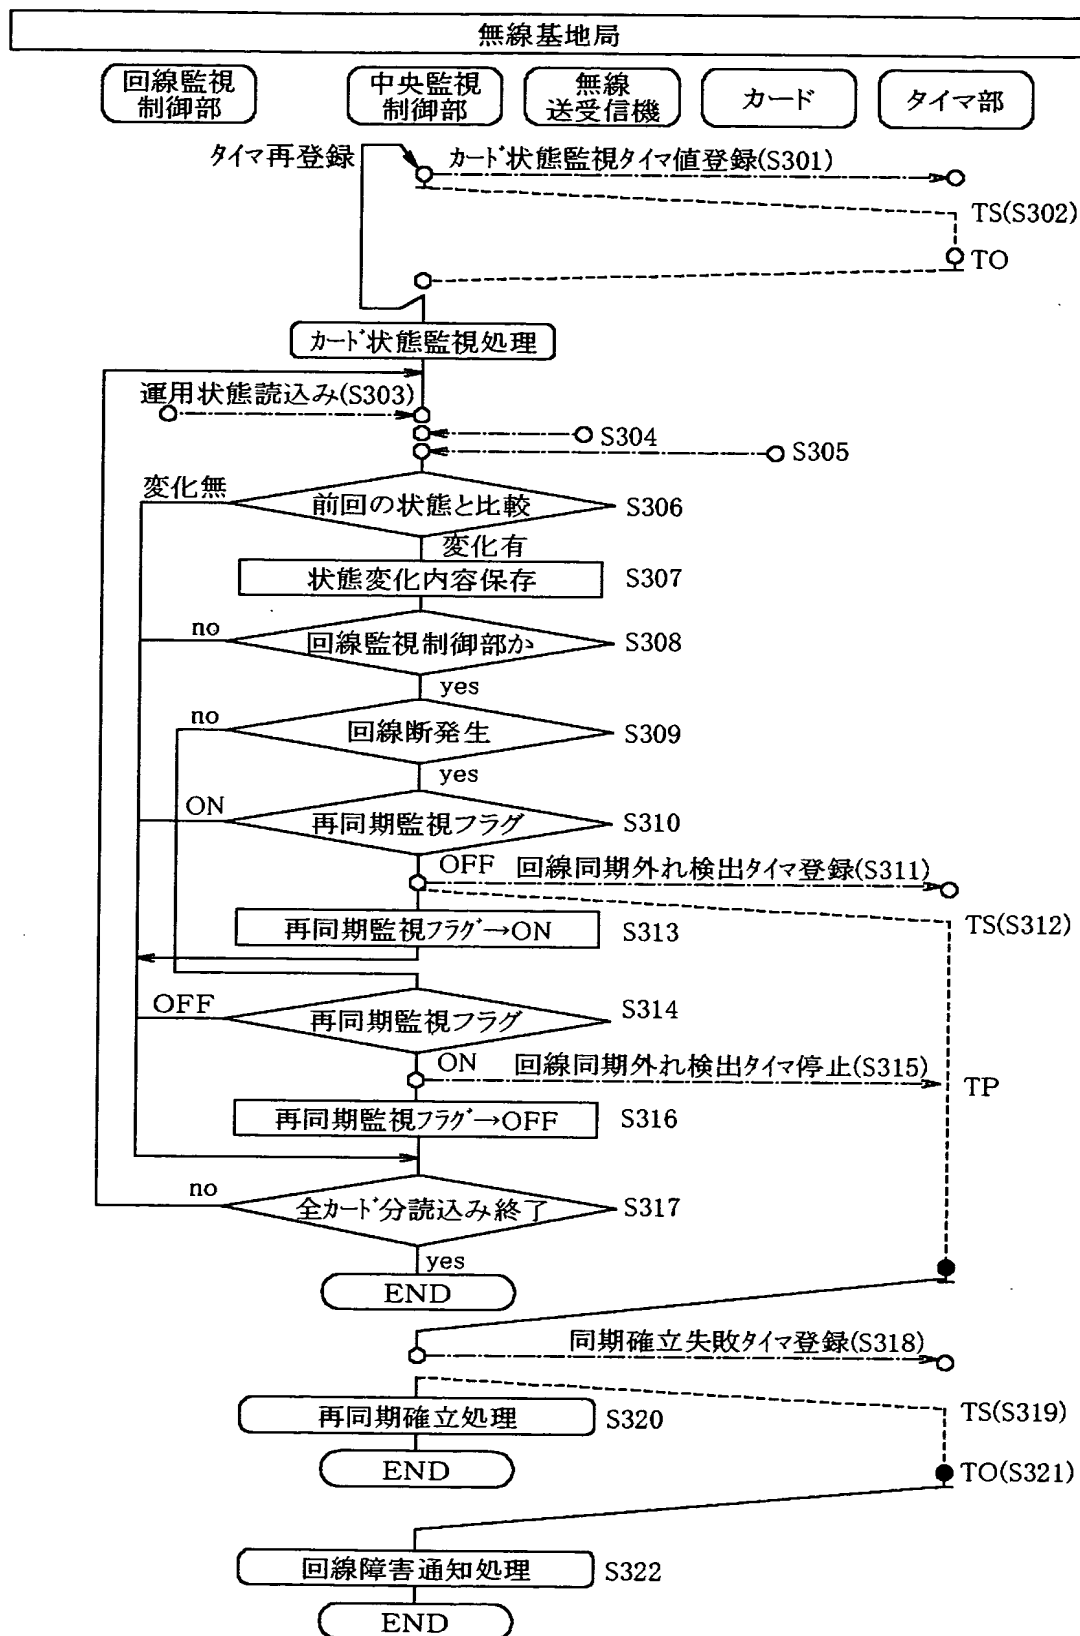 無線基地局
回線監視
制御部
中央監視
制御部
無線
送受信機
カード
タイマ部
タイマ再登録
カード状態監視タイマ値登録(S301)
TS(S302)
TO
カード状態監視処理
運用状態読込み(S303)
S304
S305
変化無
前回の状態と比較
S306
変化有
状態変化内容保存
S307
no
回線監視制御部か
S308
yes
no
回線断発生
S309
yes
ON
再同期監視フラグ
S310
OFF
回線同期外れ検出タイマ登録(S311)
TS(S312)
再同期監視フラグ→ON
S313
OFF
再同期監視フラグ
S314
ON
回線同期外れ検出タイマ停止(S315)
TP
再同期監視フラグ→OFF
S316
no
全カード分読込み終了
S317
yes
END
同期確立失敗タイマ登録(S318)
TS(S319)
再同期確立処理
S320
END
TO(S321)
回線障害通知処理
S322
END